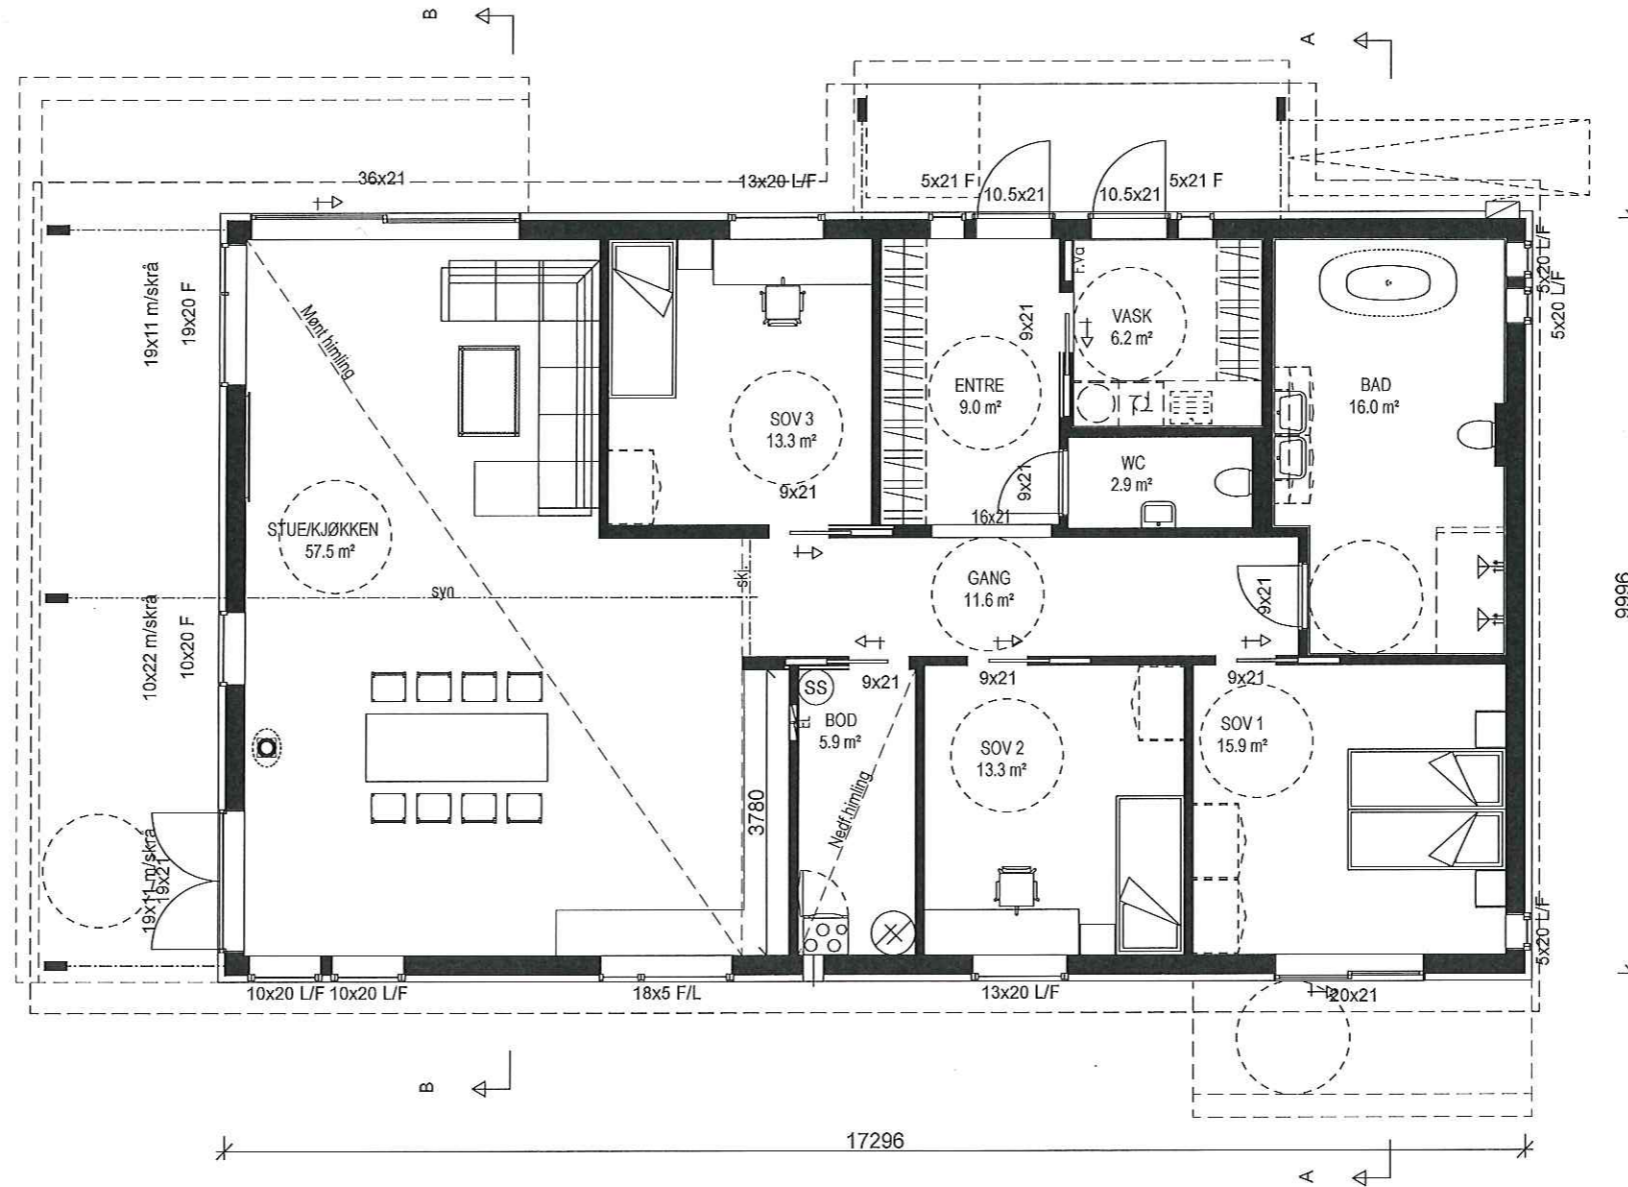 B
A
36x21
13x20 L/F
5x21 F
10.5x21
10.5x21
5x21 F
19x11 m/skrå
19x20 F
Mønt himling
F.Vd
9x21
VASK
6.2 m²
5x20 L/F
5x20 L/F
ENTRE
9.0 m²
BAD
16.0 m²
SOV 3
13.3 m²
9x21
WC
2.9 m²
9x21
16x21
STUE/KJØKKEN
57.5 m²
syn
skj.
GANG
11.6 m²
9x21
9996
10x22 m/skrå
10x20 F
9x21
9x21
9x21
SS
EL
BOD
5.9 m²
SOV 2
13.3 m²
SOV 1
15.9 m²
3780
Nedf.himling
19x11 m/skrå
19x21
5x20 L/F
10x20 L/F
10x20 L/F
18x5 F/L
13x20 L/F
20x21
B
17296
A